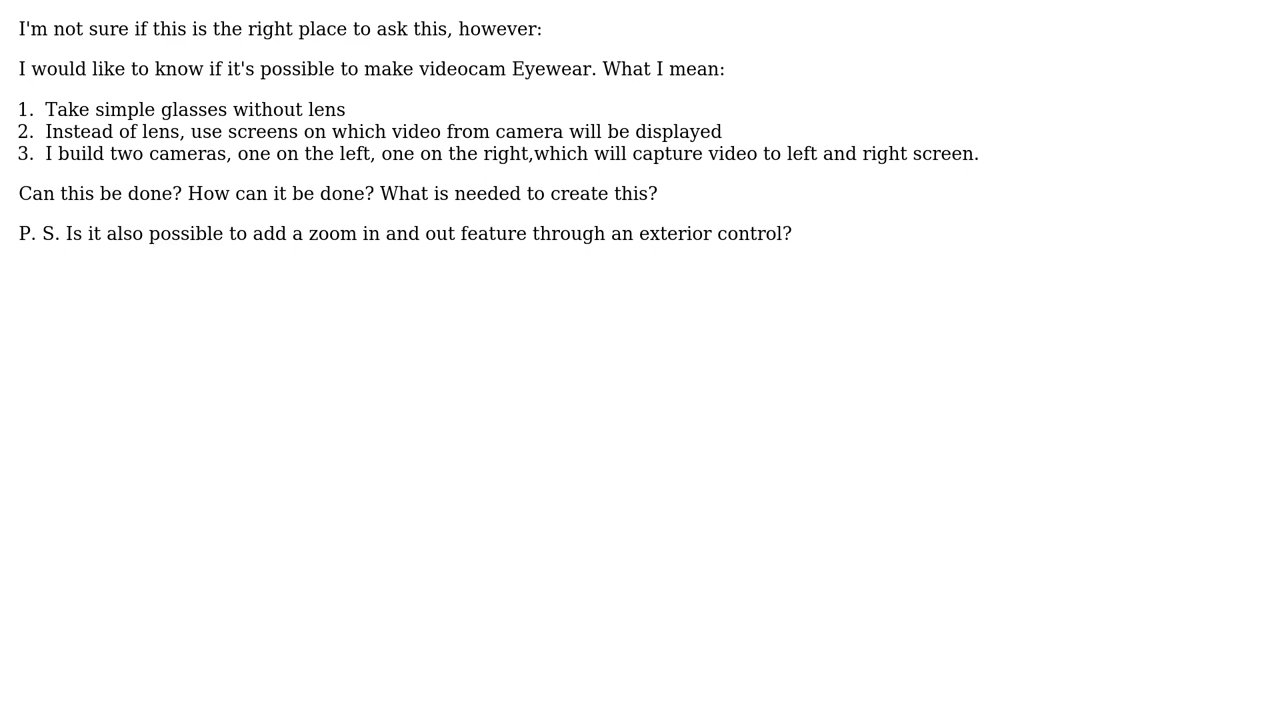 I'm not sure if this is the right place to ask this, however:
I would like to know if it's possible to make videocam Eyewear. What I mean:
1. Take simple glasses without lens
2. Instead of lens, use screens on which video from camera will be displayed
3. I build two cameras, one on the left, one on the right,which will capture video to left and right screen.
Can this be done? How can it be done? What is needed to create this?
P. S. Is it also possible to add a zoom in and out feature through an exterior control?